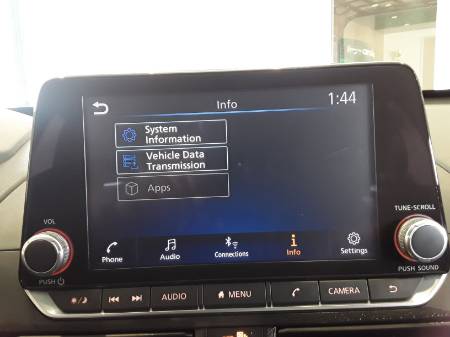 Info
1:44
System
Information
Vehicle Data
Transmission
Apps
VOL
TUNE-SCROLL
Phone
Audio
Connections
Info
Settings
PUSH
PUSH SOUND
AUDIO
MENU
CAMERA